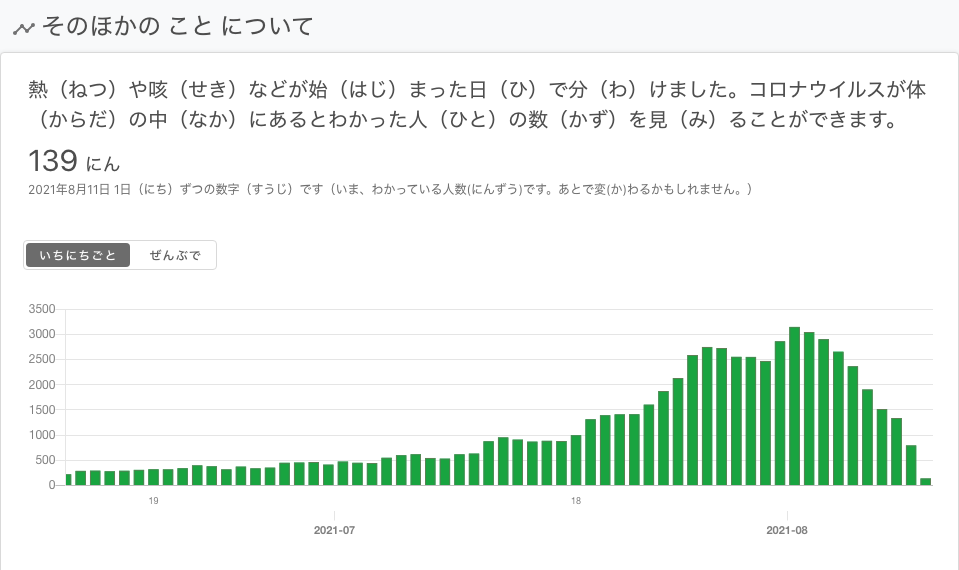 そのほかの こと について
熱（ねつ）や咳（せき）などが始（はじ）まった日（ひ）で分（わ）けました。コロナウイルスが体
（からだ）の中（なか）にあるとわかった人（ひと）の数（かず）を見（み）ることができます。
139 にん
2021年8月11日 1日（にち）ずつの数字（すうじ）です（いま、わかっている人数(にんずう)です。あとで変(か)わるかもしれません。）
いちにちごと ぜんぶで
3500
3000
2500
2000
1500
1000
500
0
19 18
2021-07 2021-08